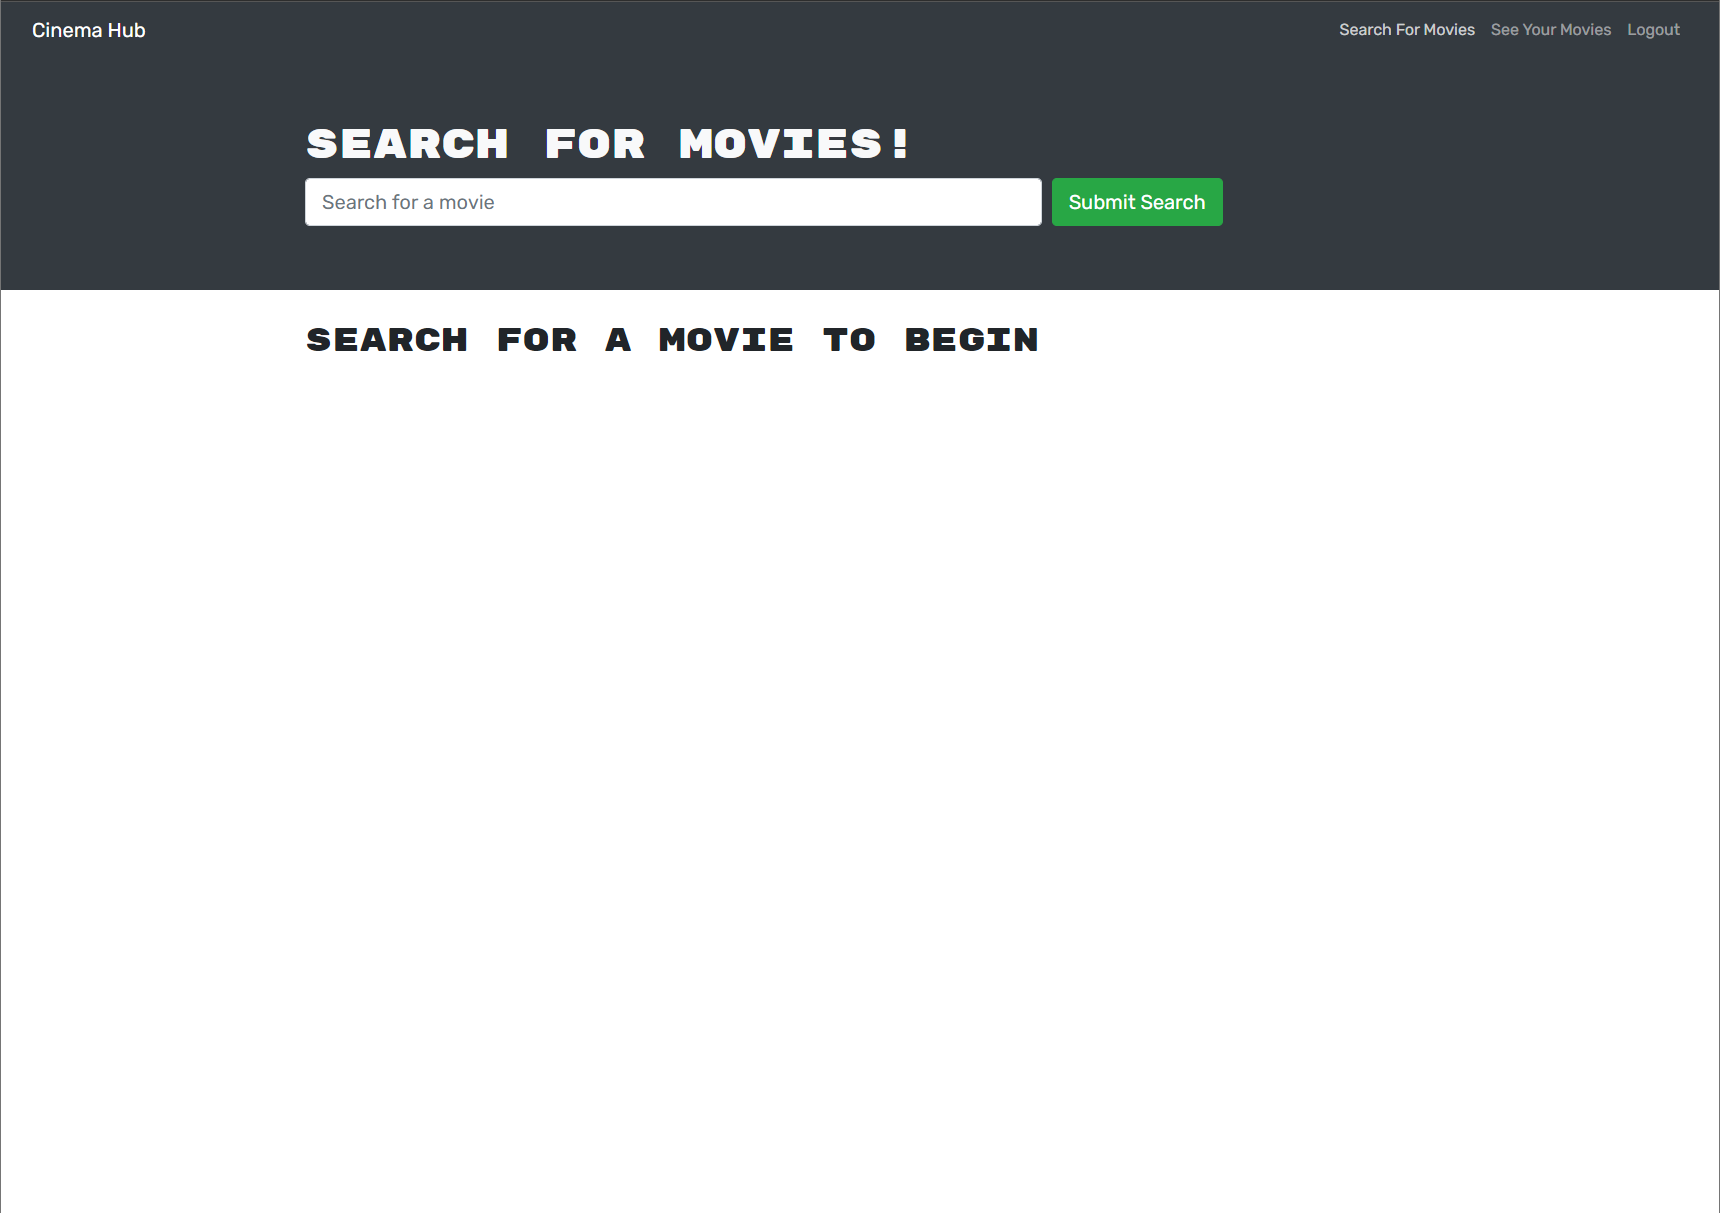 Cinema Hub
Search For Movies See Your Movies Logout
SEARCH FOR MOVIES!
Search for a movie
Submit Search
SEARCH FOR A MOVIE TO BEGIN